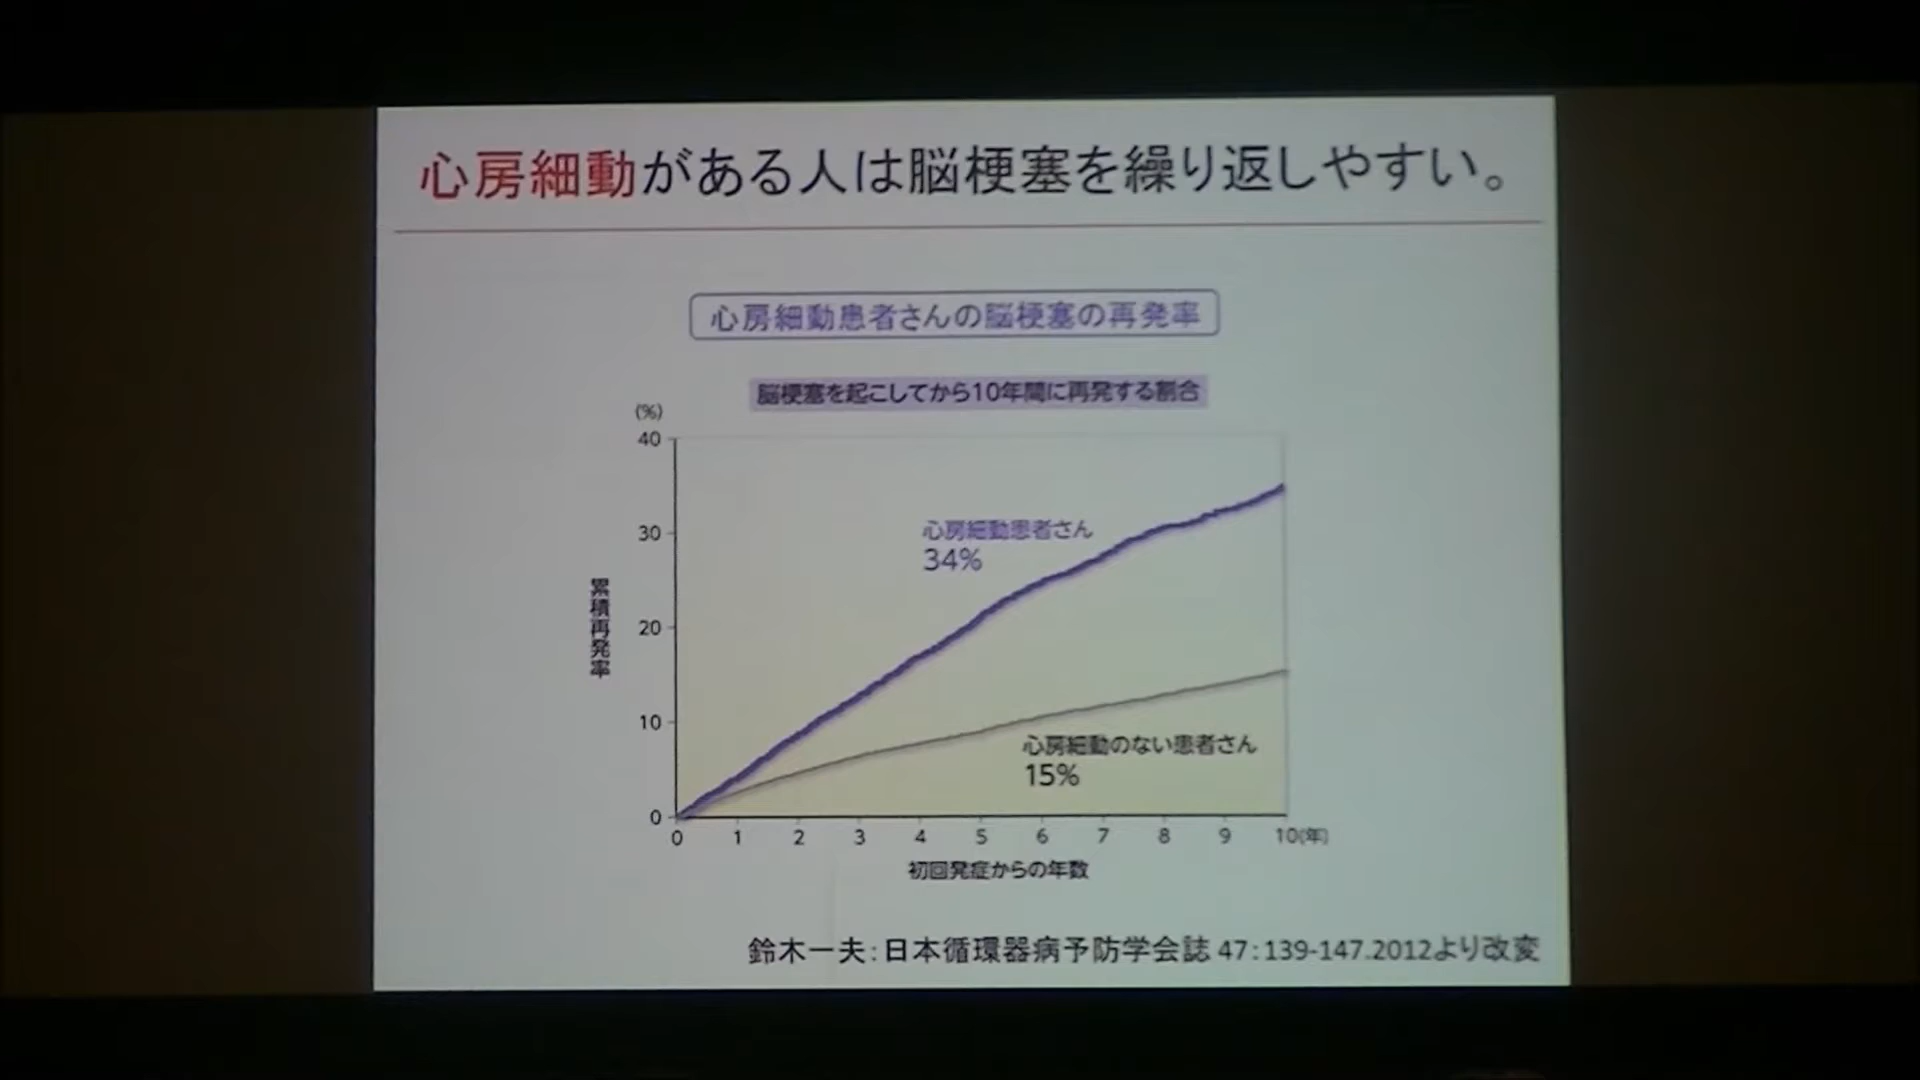 心房細動がある人は脳梗塞を繰り返しやすい。
心房細動患者さんの脳梗塞の再発率
脳梗塞を起こしてから10年間に再発する割合
(%)
40
30
20
10
0
累積再発率
心房細動患者さん
34%
心房細動のない患者さん
15%
0 1 2 3 4 5 6 7 8 9 10(年)
初回発症からの年数
鈴木一夫:日本循環器病予防学会誌 47:139-147.2012より改変